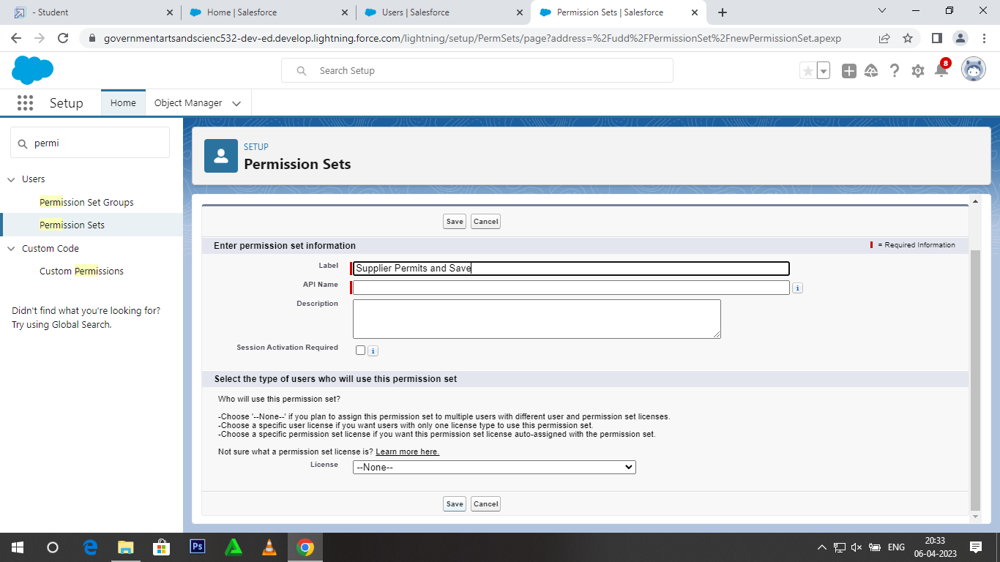 - Student
Home | Salesforce
Users | Salesforce
Permission Sets | Salesforce
governmentartsandscienc532-dev-ed.develop.lightning.force.com/lightning/setup/PermSets/page?address=%2Fudd%2FPermissionSet%2FnewPermissionSet.apexp
Search Setup
8
Setup
Home
Object Manager
permi
Users
Permission Set Groups
Permission Sets
Custom Code
Custom Permissions
Didn't find what you're looking for?
Try using Global Search.
SETUP
Permission Sets
Save
Cancel
Enter permission set information
= Required Information
Label
Supplier Permits and Save
API Name
i
Description
Session Activation Required
i
Select the type of users who will use this permission set
Who will use this permission set?
-Choose '--None--' if you plan to assign this permission set to multiple users with different user and permission set licenses.
-Choose a specific user license if you want users with only one license type to use this permission set.
-Choose a specific permission set license if you want this permission set license auto-assigned with the permission set.
Not sure what a permission set license is? Learn more here.
License
--None--
Save
Cancel
Ps
ENG
20:33
06-04-2023